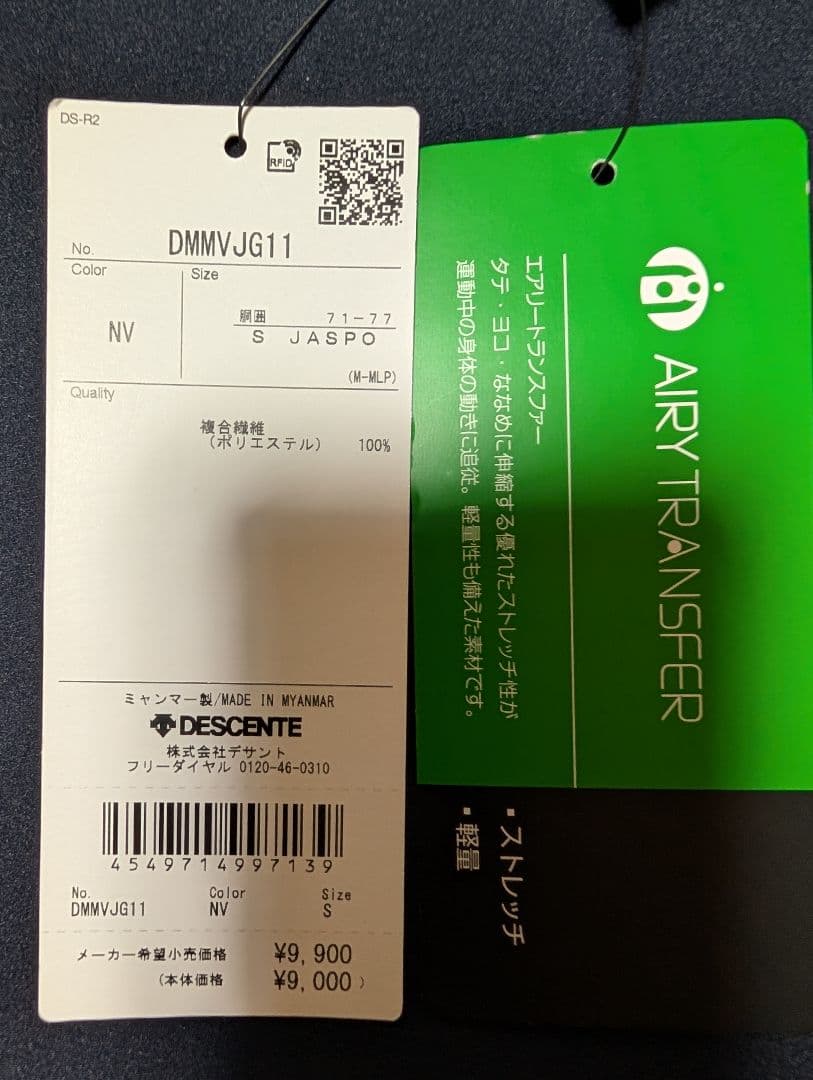 DS-R2
RFID
No. DMMVJG11
Color Size
NV
胴囲 71-77
S JASPO
(M-MLP)
Quality
複合繊維
(ポリエステル) 100%
ミャンマー製/MADE IN MYANMAR
DESCENTE
株式会社デサント
フリーダイヤル 0120-46-0310
4549714997139
No. Color Size
DMMVJG11 NV S
メーカー希望小売価格 ¥9,900
(本体価格 ¥9,000)
AIRY TRANSFER
エアリートランスファー
タテ・ヨコ・ななめに伸縮する優れたストレッチ性が
運動中の身体の動きに追従。軽量性も備えた素材です。
▪ストレッチ
▪軽量